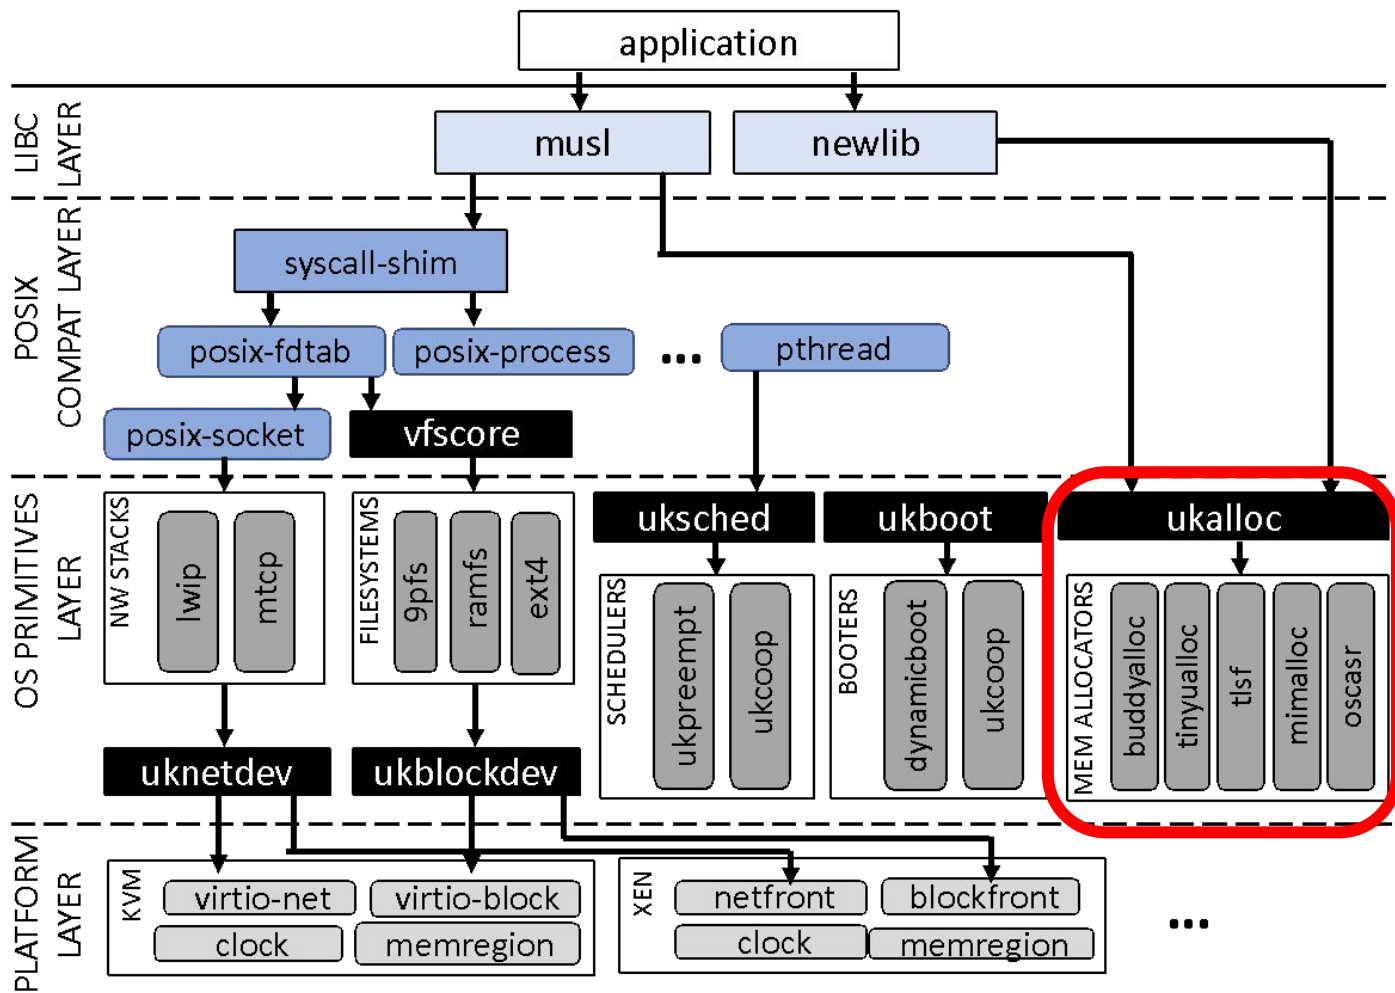 application
LIBC
LAYER
musl
newlib
POSIX
COMPAT LAYER
syscall-shim
posix-fdtab
posix-process
...
pthread
posix-socket
vfscore
OS PRIMITIVES
LAYER
NW STACKS
lwip
mtcp
FILESYSTEMS
9pfs
ramfs
ext4
uksched
SCHEDULERS
ukpreempt
ukcoop
ukboot
BOOTERS
dynamicboot
ukcoop
ukalloc
MEM ALLOCATORS
buddyalloc
tinyualloc
tlsf
mimalloc
oscasr
uknetdev
ukblockdev
PLATFORM
LAYER
KVM
virtio-net
virtio-block
clock
memregion
XEN
netfront
blockfront
clock
memregion
...